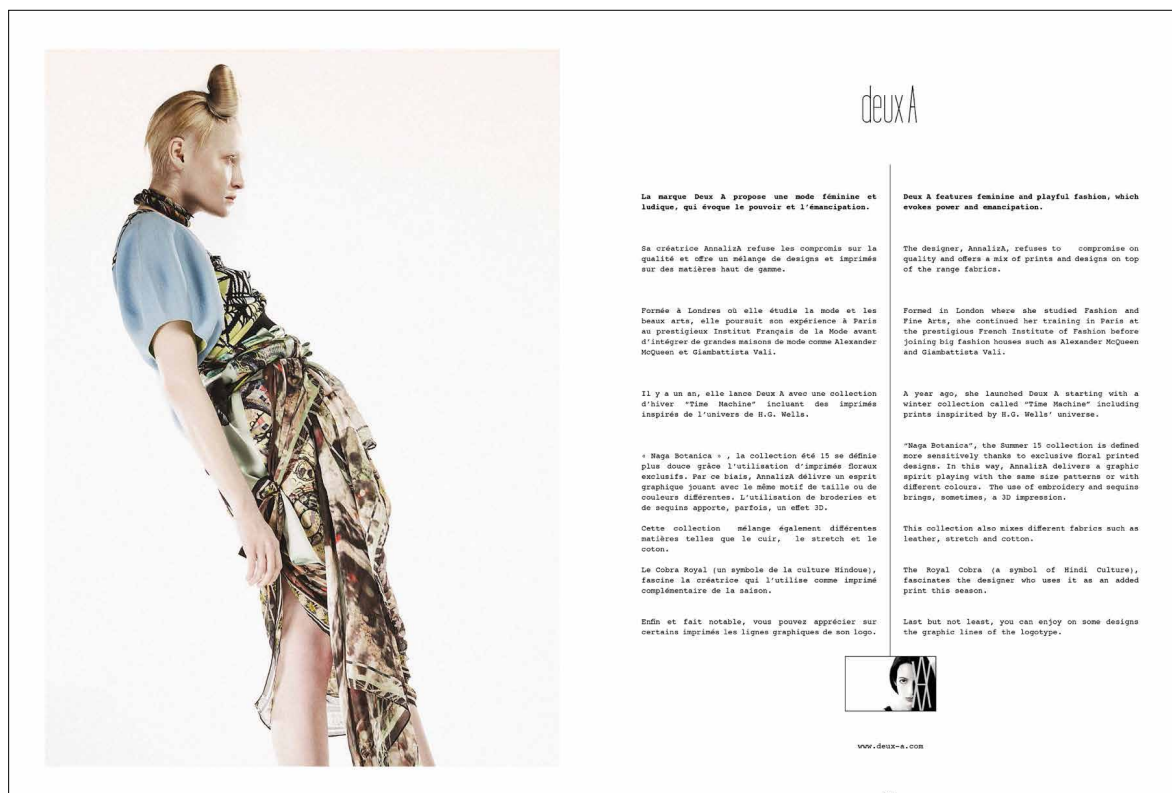 deux A
La marque Deux A propose une mode féminine et
ludique, qui évoque le pouvoir et l'émancipation.
Sa créatrice AnnalizA refuse les compromis sur la
qualité et offre un mélange de designs et imprimés
sur des matières haut de gamme.
Formée à Londres où elle étudie la mode et les
beaux arts, elle poursuit son expérience à Paris
au prestigieux Institut Français de la Mode avant
d'intégrer de grandes maisons de mode comme Alexander
McQueen et Giambattista Vali.
Il y a un an, elle lance Deux A avec une collection
d'hiver "Time Machine" incluant des imprimés
inspirés de l'univers de H.G. Wells.
« Naga Botanica » , la collection été 15 se définie
plus douce grâce l'utilisation d'imprimés floraux
exclusifs. Par ce biais, AnnalizA délivre un esprit
graphique jouant avec le même motif de taille ou de
couleurs différentes. L'utilisation de broderies et
de sequins apporte, parfois, un effet 3D.
Cette collection mélange également différentes
matières telles que le cuir, le stretch et le
coton.
Le Cobra Royal (un symbole de la culture Hindoue),
fascine la créatrice qui l'utilise comme imprimé
complémentaire de la saison.
Enfin et fait notable, vous pouvez apprécier sur
certains imprimés les lignes graphiques de son logo.
Deux A features feminine and playful fashion, which
evokes power and emancipation.
The designer, AnnalizA, refuses to compromise on
quality and offers a mix of prints and designs on top
of the range fabrics.
Formed in London where she studied Fashion and
Fine Arts, she continued her training in Paris at
the prestigious French Institute of Fashion before
joining big fashion houses such as Alexander McQueen
and Giambattista Vali.
A year ago, she launched Deux A starting with a
winter collection called "Time Machine" including
prints inspirited by H.G. Wells' universe.
"Naga Botanica", the Summer 15 collection is defined
more sensitively thanks to exclusive floral printed
designs. In this way, AnnalizA delivers a graphic
spirit playing with the same size patterns or with
different colours. The use of embroidery and sequins
brings, sometimes, a 3D impression.
This collection also mixes different fabrics such as
leather, stretch and cotton.
The Royal Cobra (a symbol of Hindi Culture),
fascinates the designer who uses it as an added
print this season.
Last but not least, you can enjoy on some designs
the graphic lines of the logotype.
www.deux-a.com